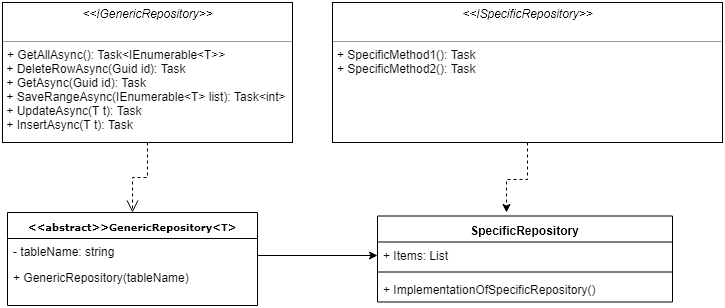 <<IGenericRepository>>
+ GetAllAsync(): Task<IEnumerable<T>>
+ DeleteRowAsync(Guid id): Task
+ GetAsync(Guid id): Task
+ SaveRangeAsync(IEnumerable<T> list): Task<int>
+ UpdateAsync(T t): Task
+ InsertAsync(T t): Task
<<ISpecificRepository>>
+ SpecificMethod1(): Task
+ SpecificMethod2(): Task
<<abstract>>GenericRepository<T>
- tableName: string
+ GenericRepository(tableName)
SpecificRepository
+ Items: List
+ ImplementationOfSpecificRepository()